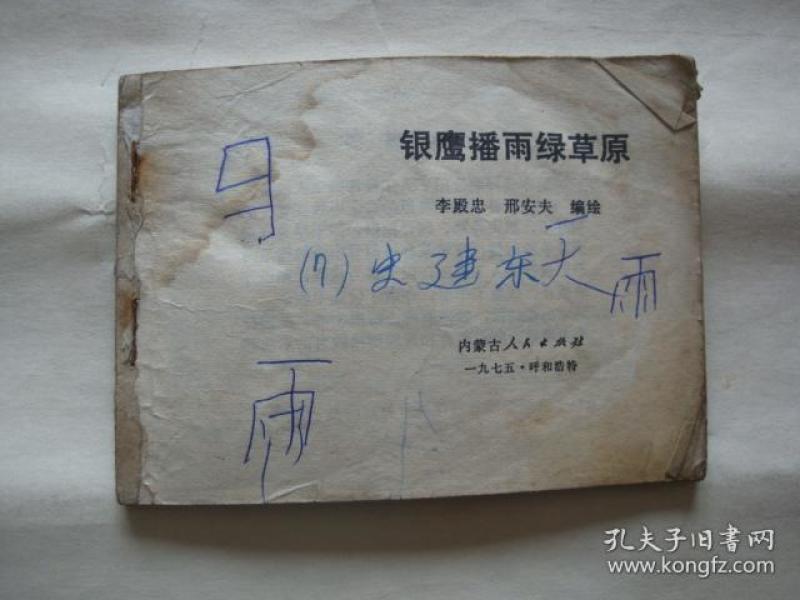 银鹰播雨绿草原
李殿忠 邢安夫 编绘
(7) 史建东天雨
内蒙古人民出版社
一九七五·呼和浩特
雨
孔夫子旧书网
www.kongfz.com